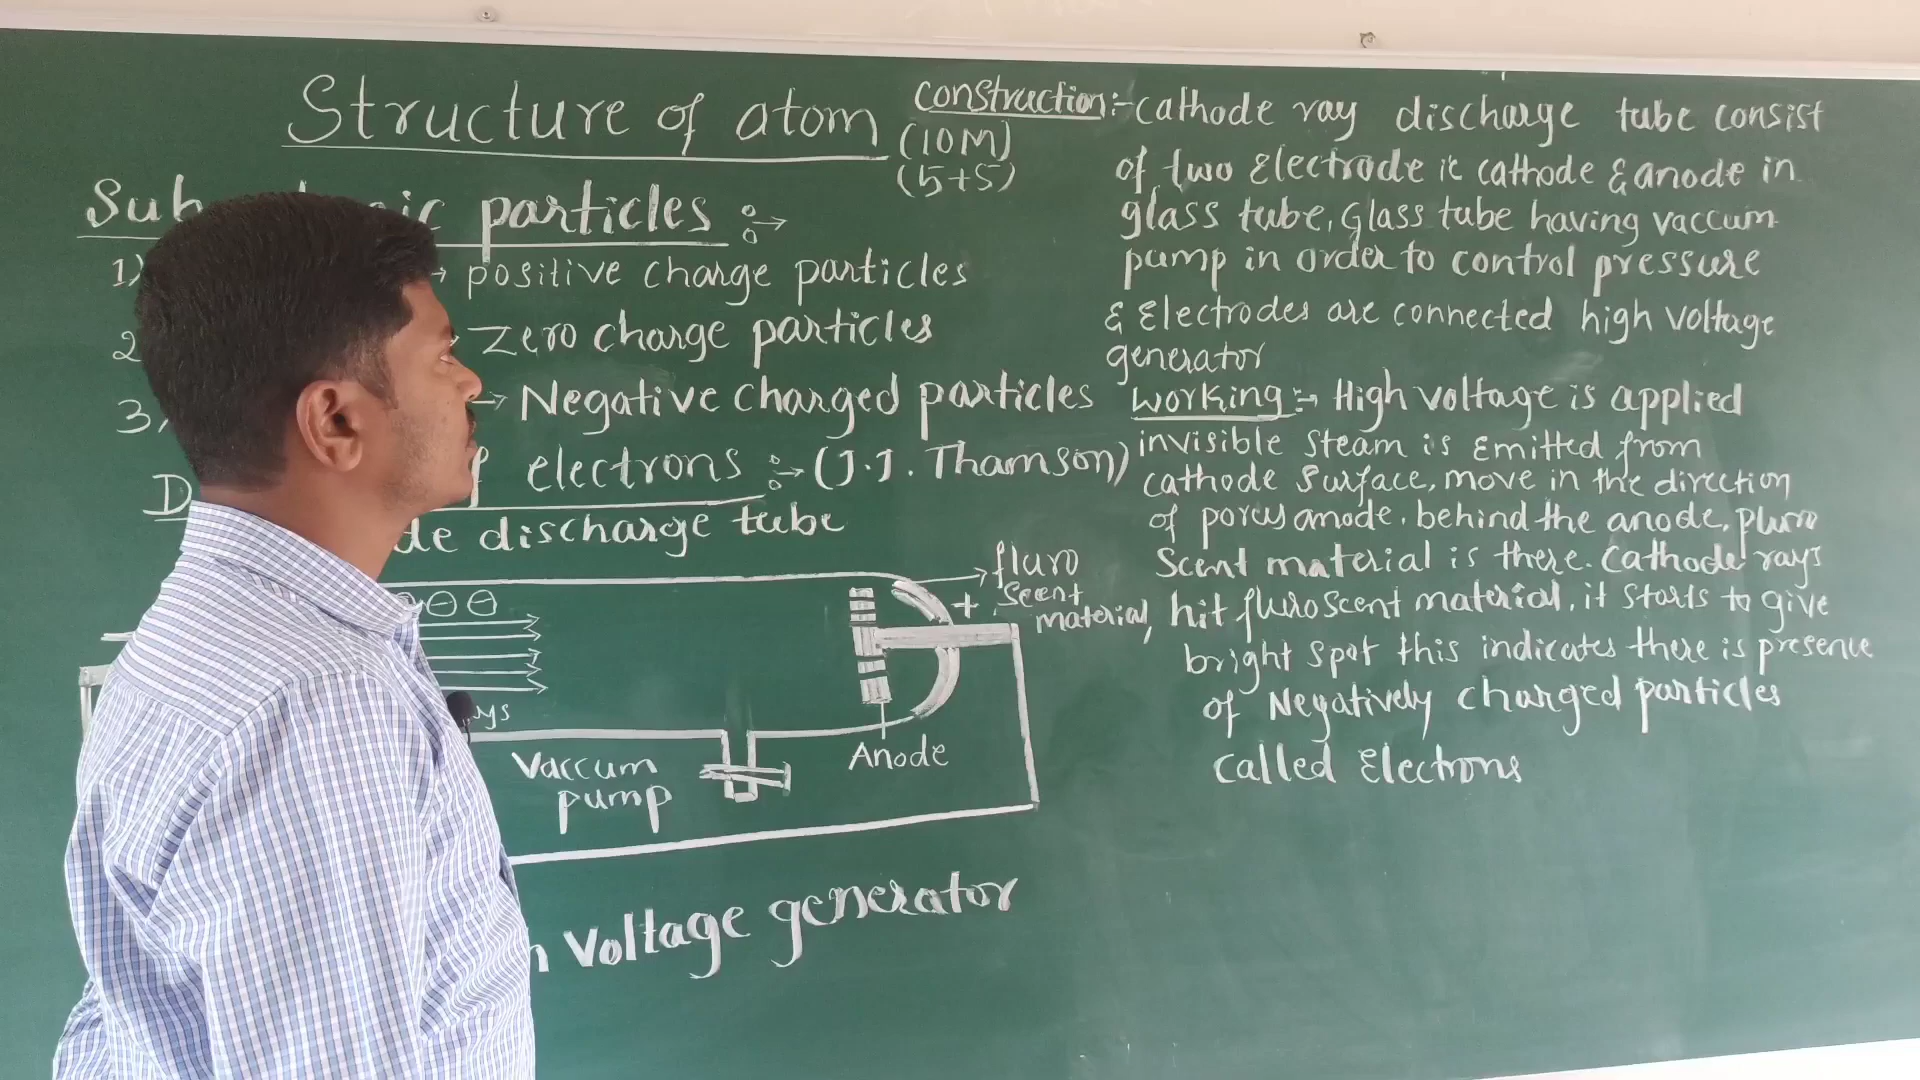 Structure of atom
(10M)
(5+5)
particles :→
1) → positive charge particles
2 Zero charge particles
3) → Negative charged particles
electrons :→ (J.J. Thamson)
discharge tube
fluro
scent
material,
+
⊖ ⊖
Vaccum
pump
Anode
Voltage generator
Construction:- cathode ray discharge tube consist
of two Electrode ie cathode & anode in
glass tube, Glass tube having vaccum
pump in order to control pressure
& Electrodes are connected high voltage
generator
Working :→ High voltage is applied
invisible steam is Emitted from
cathode surface, move in the direction
of porus anode. behind the anode, pluro
scent material is there. Cathode rays
hit fluroscent material, it starts to give
bright spot this indicates there is presence
of Negatively charged particles
called Electrons